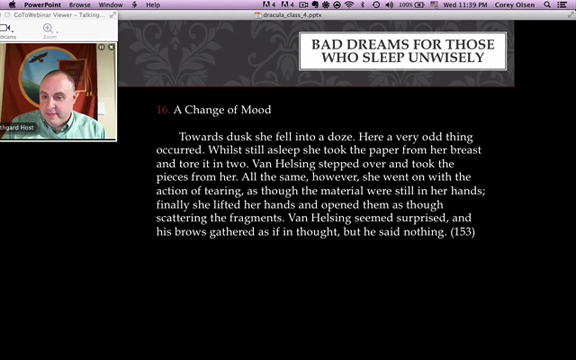 PowerPoint File Edit View Window Help
4 100% Wed 11:39 PM Corey Olsen
GoToWebinar Viewer – Talking...
dracula_class_4.pptx
Zoom
Host
BAD DREAMS FOR THOSE
WHO SLEEP UNWISELY
16. A Change of Mood
Towards dusk she fell into a doze. Here a very odd thing
occurred. Whilst still asleep she took the paper from her breast
and tore it in two. Van Helsing stepped over and took the
pieces from her. All the same, however, she went on with the
action of tearing, as though the material were still in her hands;
finally she lifted her hands and opened them as though
scattering the fragments. Van Helsing seemed surprised, and
his brows gathered as if in thought, but he said nothing. (153)